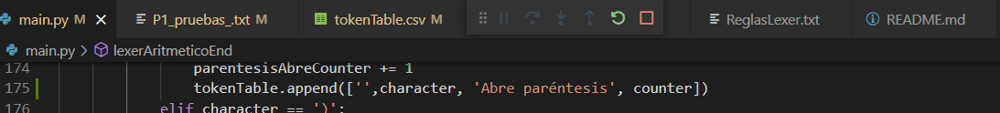 main.py M P1_pruebas_.txt M tokenTable.csv M ReglasLexer.txt README.md
main.py > lexerAritmeticoEnd
174 parentesisAbreCounter += 1
175 tokenTable.append(['',character, 'Abre paréntesis', counter])
176 elif character == ')':